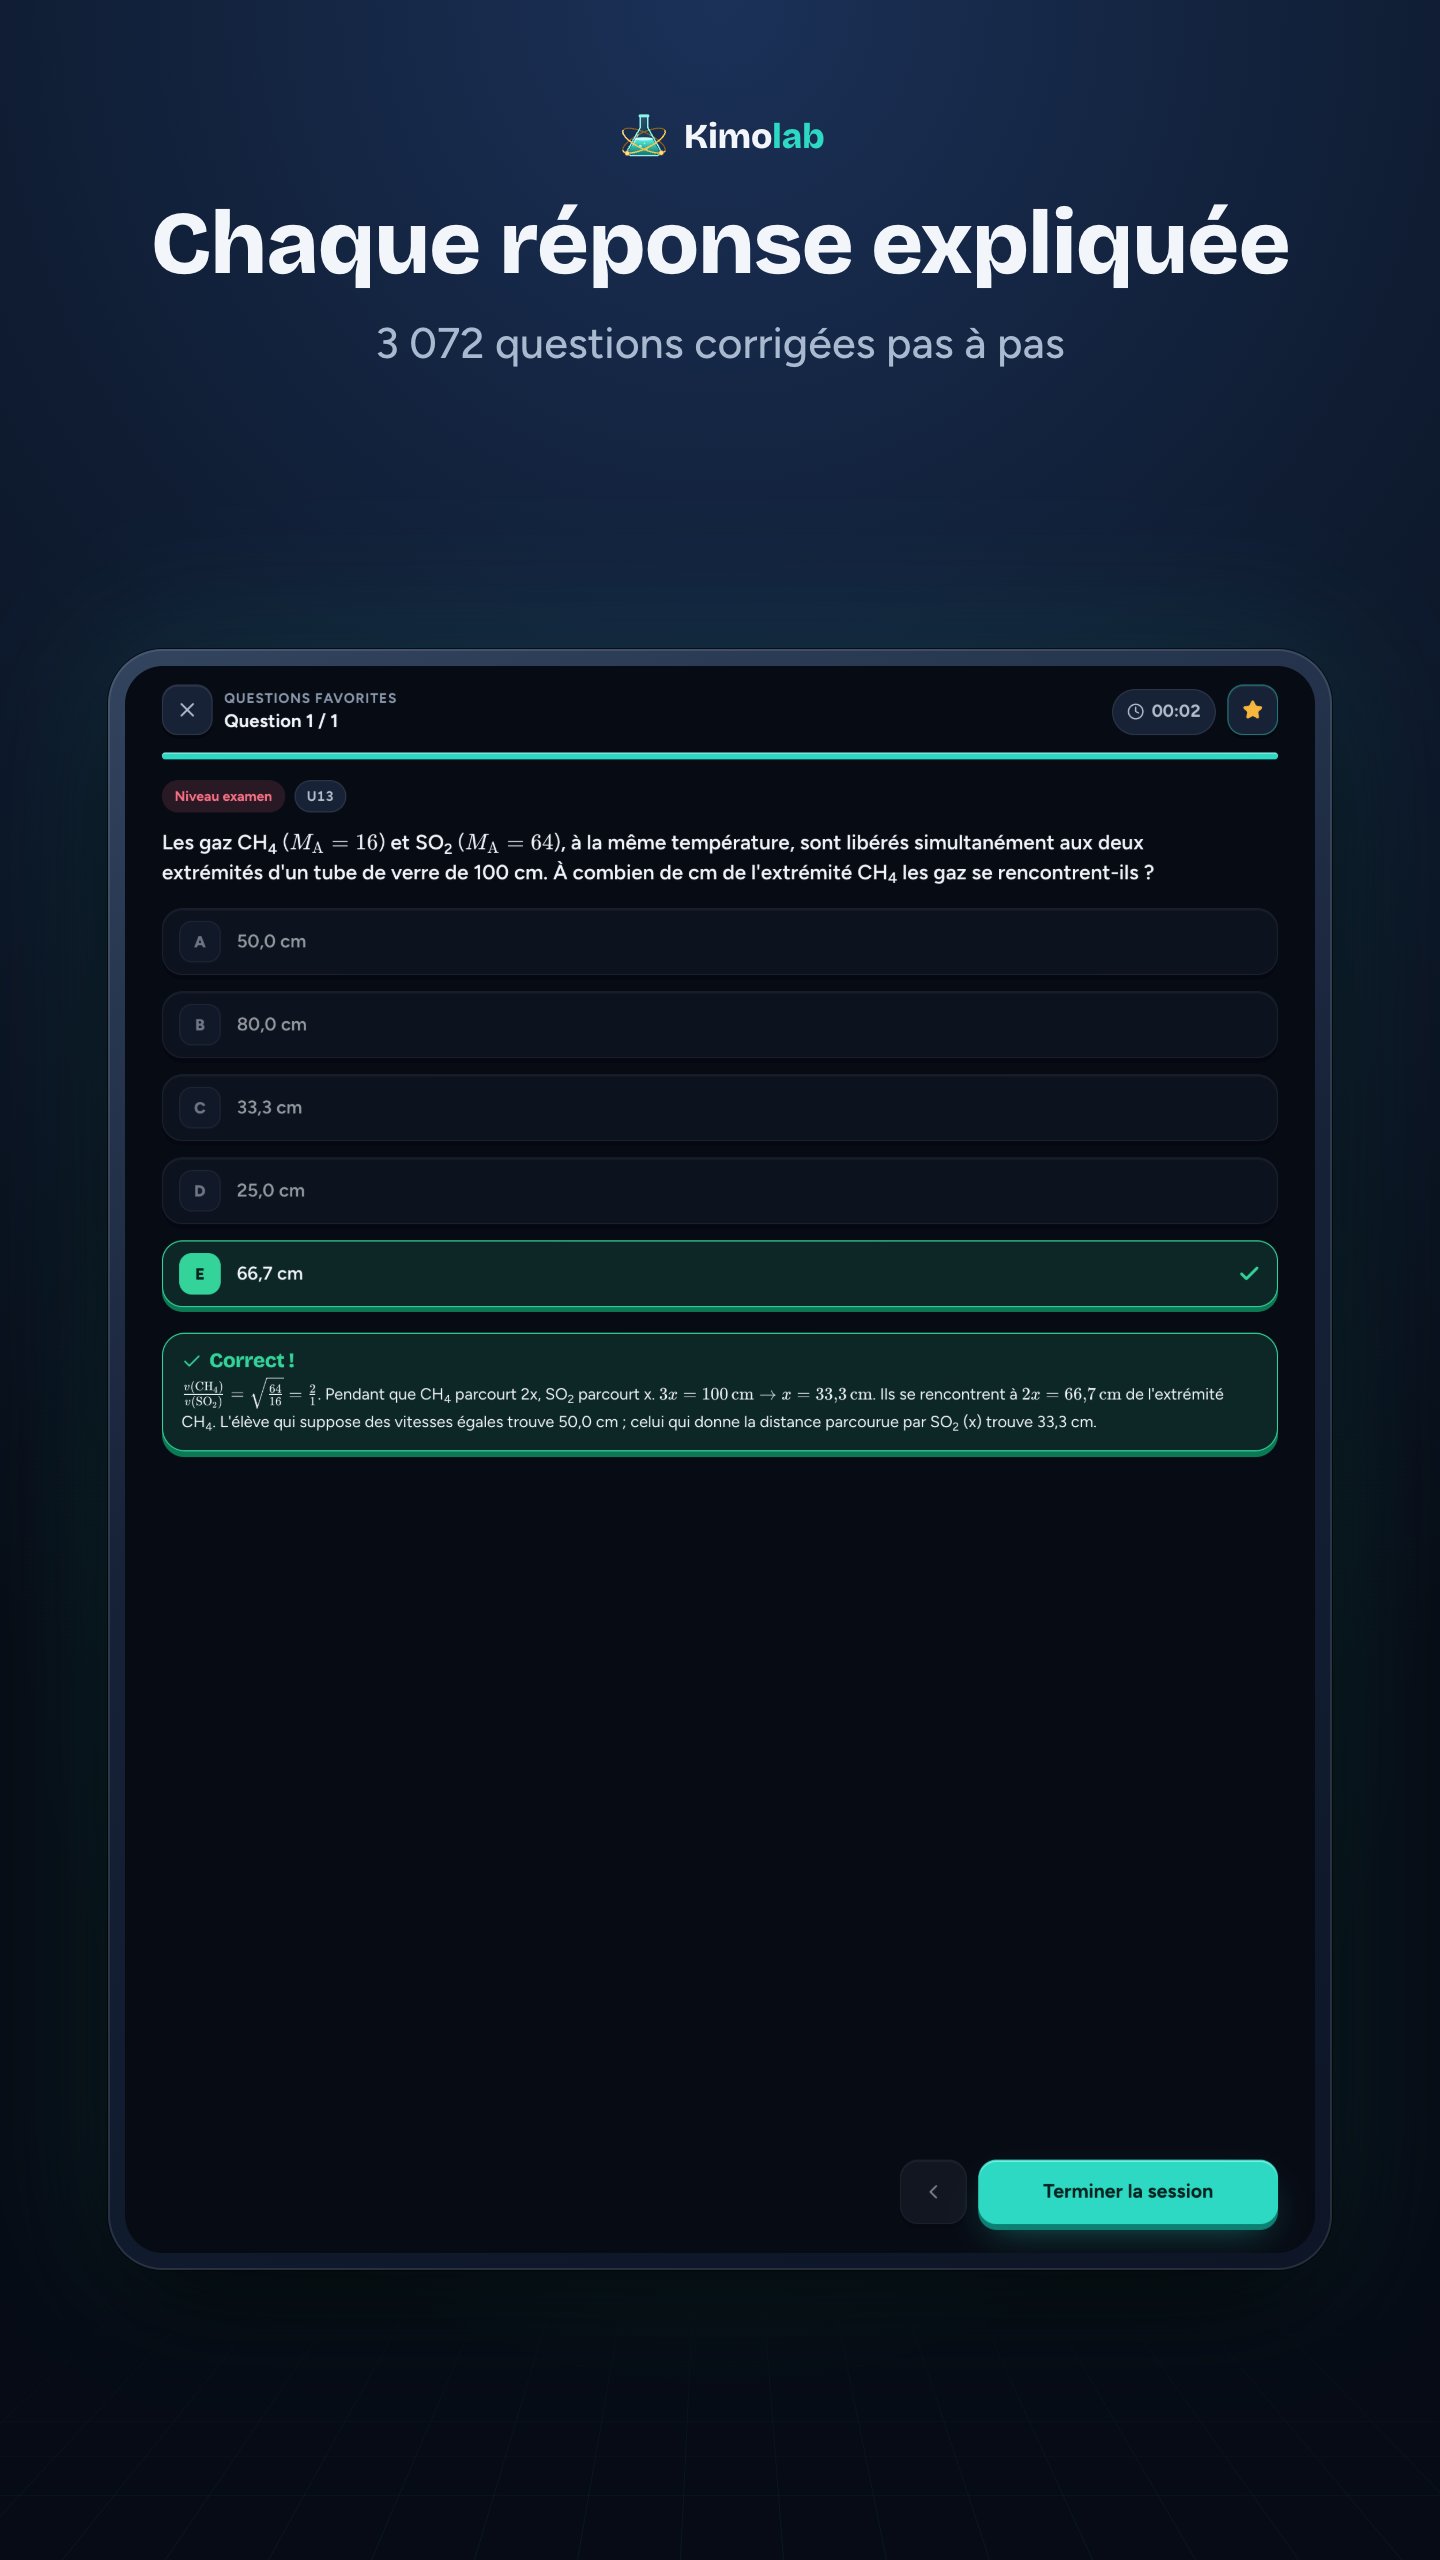 Kimolab
Chaque réponse expliquée
3 072 questions corrigées pas à pas
QUESTIONS FAVORITES
Question 1 / 1
00:02
Niveau examen
U13
Les gaz CH₄ (M_A = 16) et SO₂ (M_A = 64), à la même température, sont libérés simultanément aux deux
extrémités d'un tube de verre de 100 cm. À combien de cm de l'extrémité CH₄ les gaz se rencontrent-ils ?
A 50,0 cm
B 80,0 cm
C 33,3 cm
D 25,0 cm
E 66,7 cm
Correct !
v(CH₄)/v(SO₂) = √(64/16) = 2/1. Pendant que CH₄ parcourt 2x, SO₂ parcourt x. 3x = 100 cm → x = 33,3 cm. Ils se rencontrent à 2x = 66,7 cm de l'extrémité
CH₄. L'élève qui suppose des vitesses égales trouve 50,0 cm ; celui qui donne la distance parcourue par SO₂ (x) trouve 33,3 cm.
Terminer la session